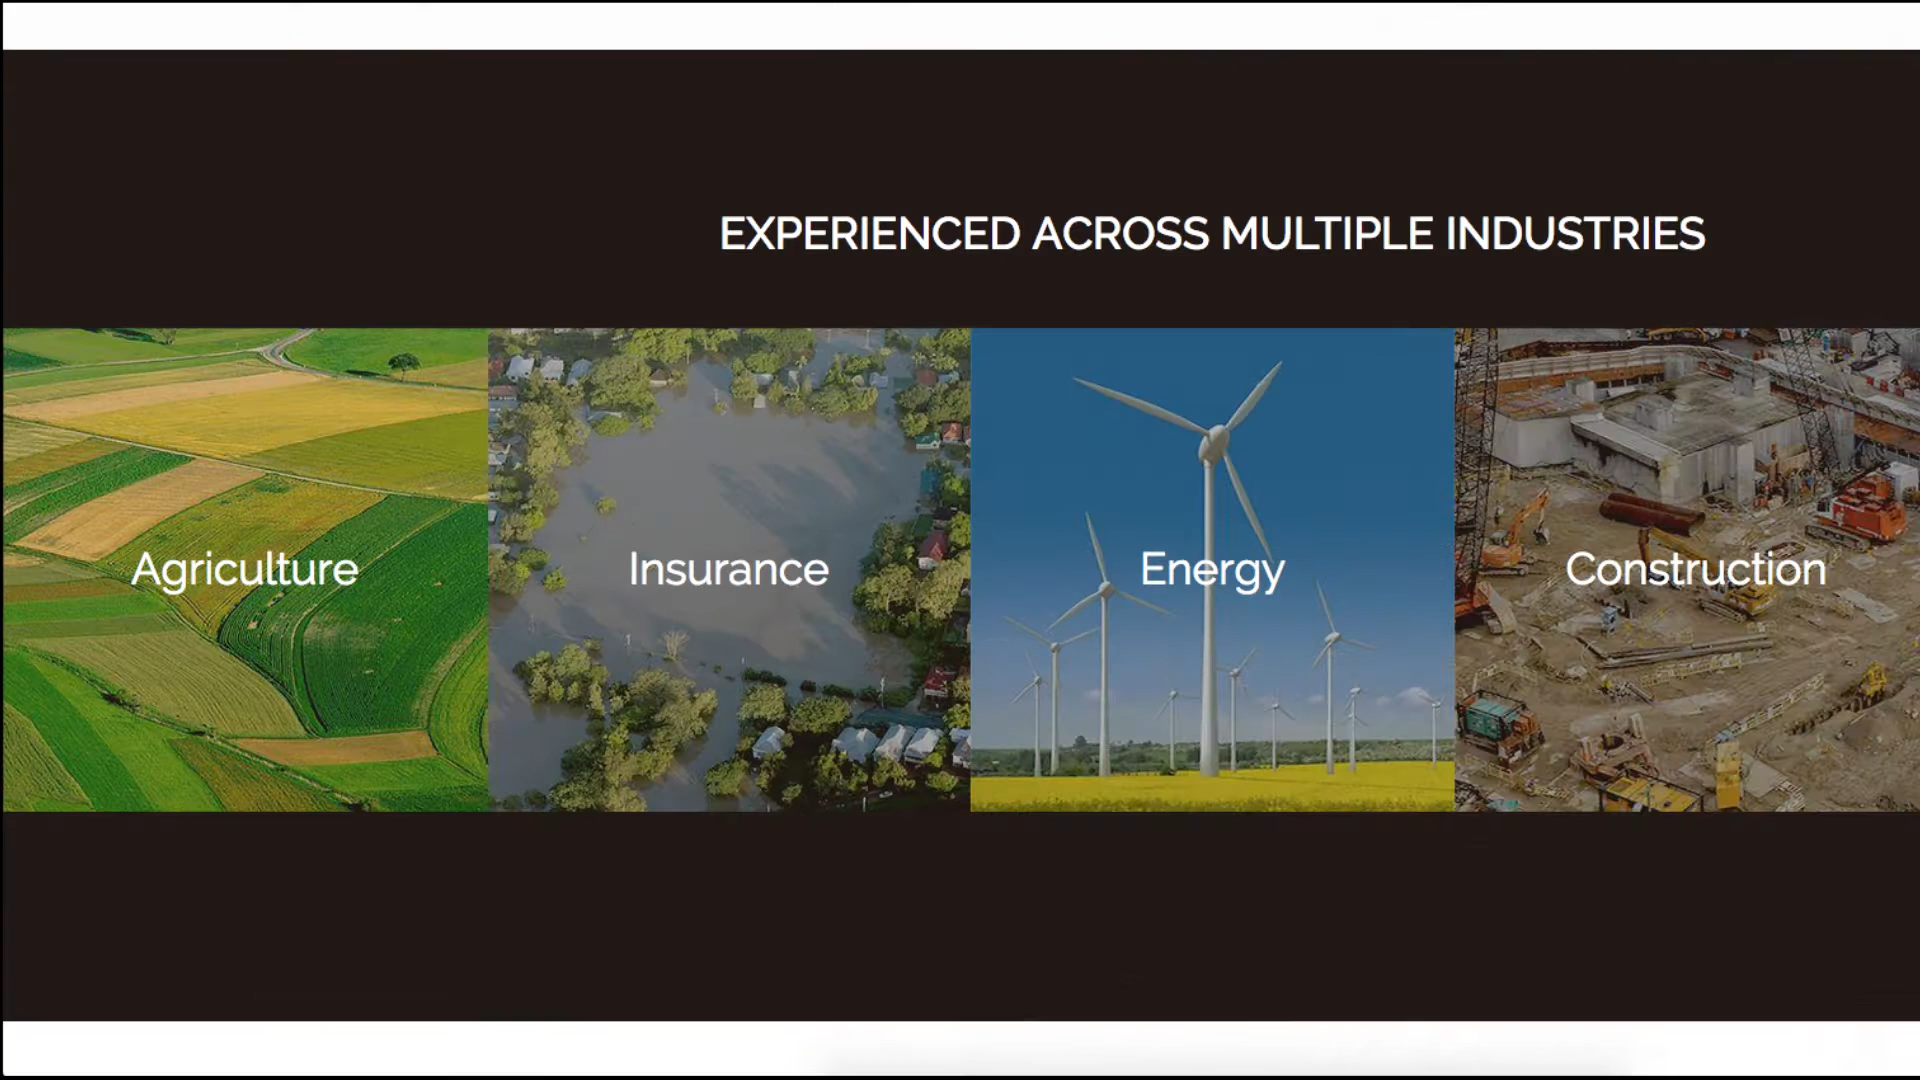 EXPERIENCED ACROSS MULTIPLE INDUSTRIES
Agriculture
Insurance
Energy
Construction